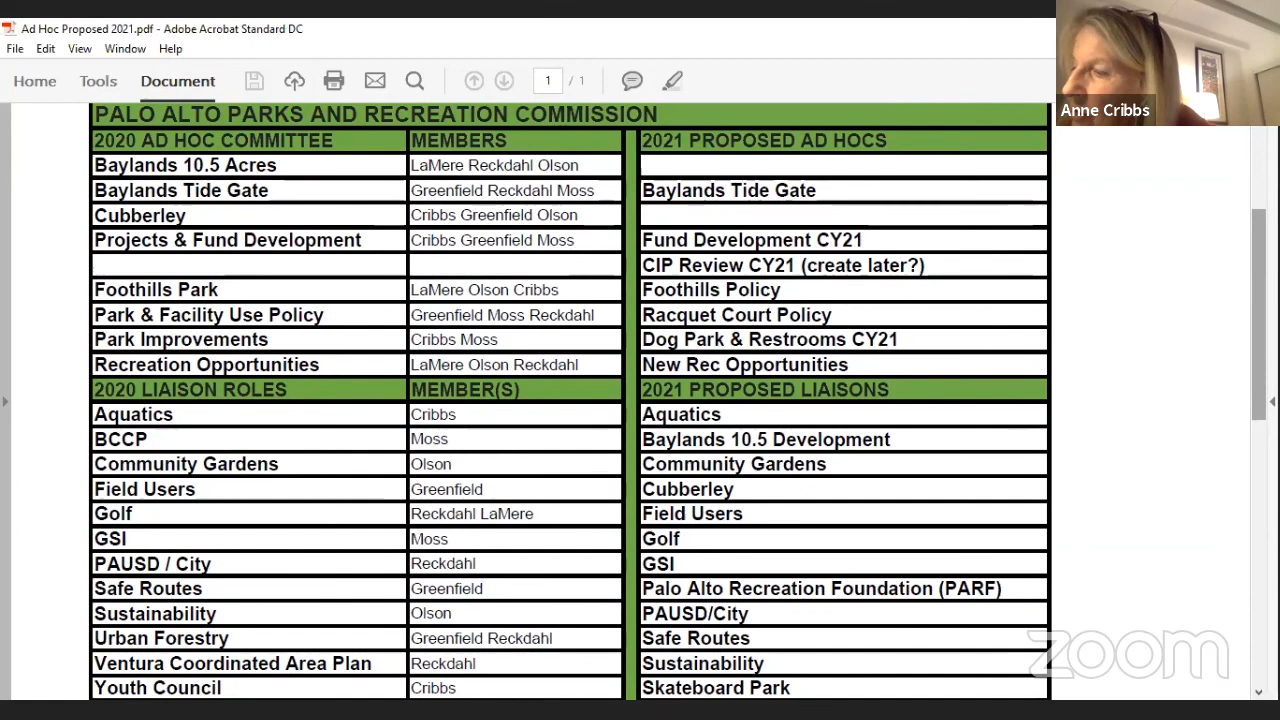 Ad Hoc Proposed 2021.pdf - Adobe Acrobat Standard DC
File Edit View Window Help
Home Tools Document 1 / 1
Anne Cribbs
PALO ALTO PARKS AND RECREATION COMMISSION
2020 AD HOC COMMITTEE MEMBERS 2021 PROPOSED AD HOCS
Baylands 10.5 Acres LaMere Reckdahl Olson
Baylands Tide Gate Greenfield Reckdahl Moss Baylands Tide Gate
Cubberley Cribbs Greenfield Olson
Projects & Fund Development Cribbs Greenfield Moss Fund Development CY21
CIP Review CY21 (create later?)
Foothills Park LaMere Olson Cribbs Foothills Policy
Park & Facility Use Policy Greenfield Moss Reckdahl Racquet Court Policy
Park Improvements Cribbs Moss Dog Park & Restrooms CY21
Recreation Opportunities LaMere Olson Reckdahl New Rec Opportunities
2020 LIAISON ROLES MEMBER(S) 2021 PROPOSED LIAISONS
Aquatics Cribbs Aquatics
BCCP Moss Baylands 10.5 Development
Community Gardens Olson Community Gardens
Field Users Greenfield Cubberley
Golf Reckdahl LaMere Field Users
GSI Moss Golf
PAUSD / City Reckdahl GSI
Safe Routes Greenfield Palo Alto Recreation Foundation (PARF)
Sustainability Olson PAUSD/City
Urban Forestry Greenfield Reckdahl Safe Routes
Ventura Coordinated Area Plan Reckdahl Sustainability
Youth Council Cribbs Skateboard Park
zoom